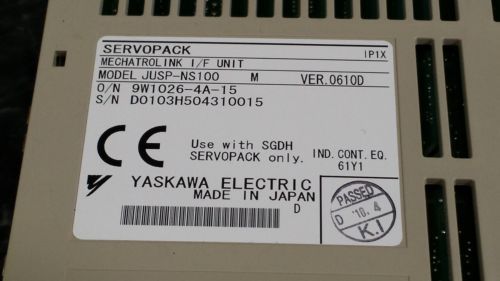 SERVOPACK
IP1X
MECHATROLINK I/F UNIT
MODEL JUSP-NS100 M VER.0610D
O/N 9W1026-4A-15
S/N D0103H504310015
CE
Use with SGDH
SERVOPACK only.
IND.CONT.EQ.
61Y1
YASKAWA ELECTRIC
MADE IN JAPAN
D
PASSED
D '10.4
K.I